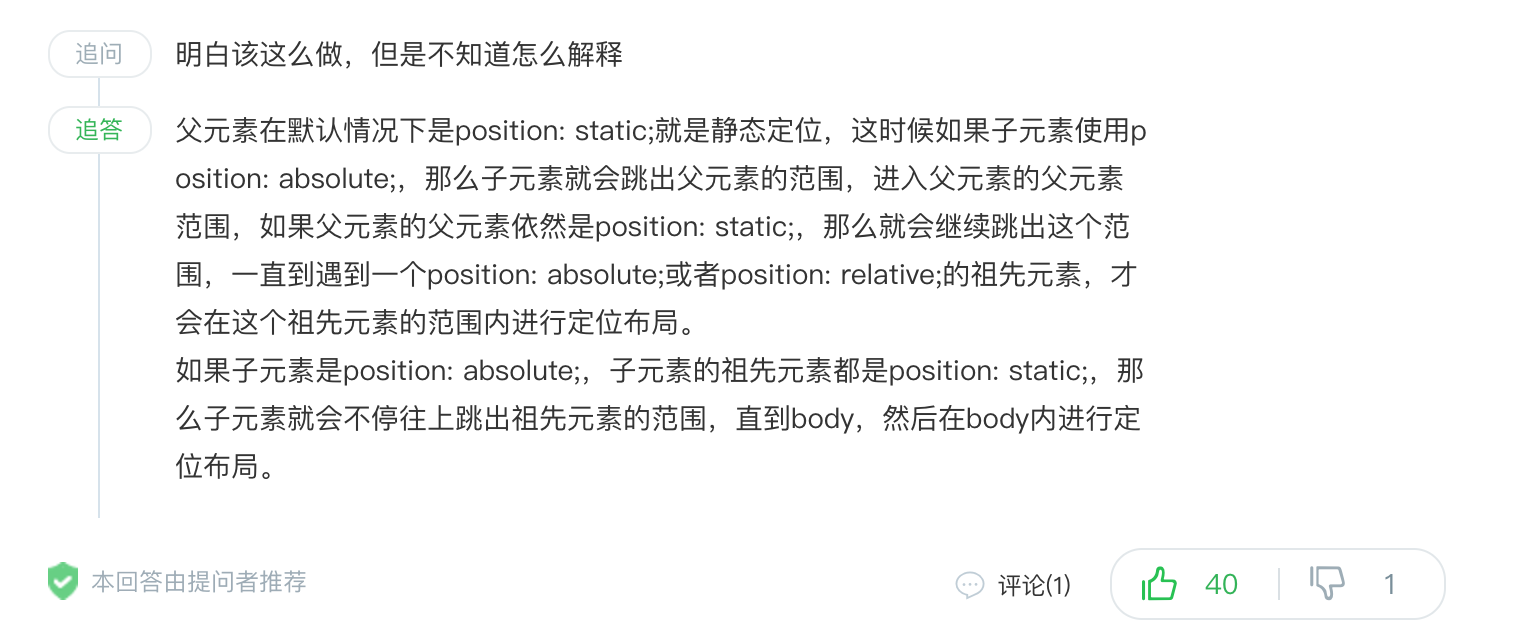 追问
明白该这么做，但是不知道怎么解释
追答
父元素在默认情况下是position: static;就是静态定位，这时候如果子元素使用p
osition: absolute;，那么子元素就会跳出父元素的范围，进入父元素的父元素
范围，如果父元素的父元素依然是position: static;，那么就会继续跳出这个范
围，一直到遇到一个position: absolute;或者position: relative;的祖先元素，才
会在这个祖先元素的范围内进行定位布局。
如果子元素是position: absolute;，子元素的祖先元素都是position: static;，那
么子元素就会不停往上跳出祖先元素的范围，直到body，然后在body内进行定
位布局。
本回答由提问者推荐
评论(1)
40
1